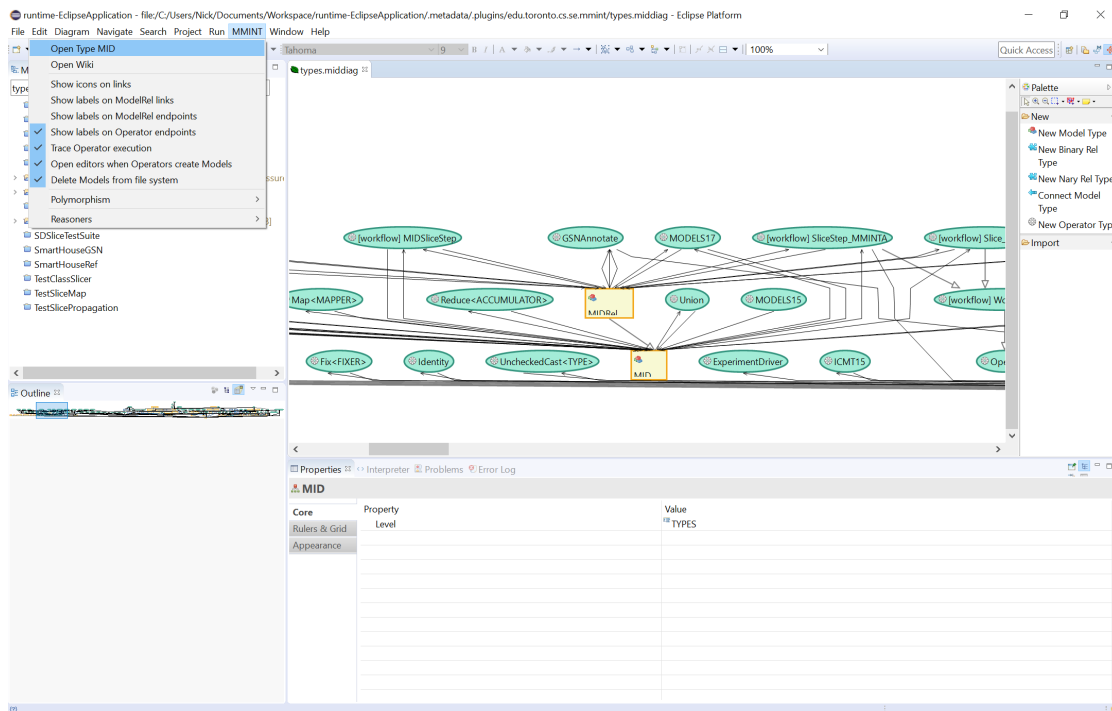 runtime-EclipseApplication - file:/C:/Users/Nick/Documents/Workspace/runtime-EclipseApplication/.metadata/.plugins/edu.toronto.cs.se.mmint/types.middiag - Eclipse Platform
File Edit Diagram Navigate Search Project Run MMINT Window Help
Open Type MID
Open Wiki
Show icons on links
Show labels on ModelRel links
Show labels on ModelRel endpoints
Show labels on Operator endpoints
Trace Operator execution
Open editors when Operators create Models
Delete Models from file system
Polymorphism
Reasoners
Tahoma 9 100% Quick Access
SDSliceTestSuite
SmartHouseGSN
SmartHouseRef
TestClassSlicer
TestSliceMap
TestSlicePropagation
Outline
types.middiag
[workflow] MIDSliceStep GSNAnnotate MODELS17 [workflow] SliceStep_MMINTA [workflow] Slice_
Map<MAPPER> Reduce<ACCUMULATOR> MIDRel Union MODELS15 [workflow] Wo
Fix<FIXER> Identity UncheckedCast<TYPE> MID ExperimentDriver ICMT15 Ope
Palette
New
New Model Type
New Binary Rel
Type
New Nary Rel Type
Connect Model
Type
New Operator Typ
Import
Properties Interpreter Problems Error Log
MID
Core
Rulers & Grid
Appearance
Property Value
Level TYPES